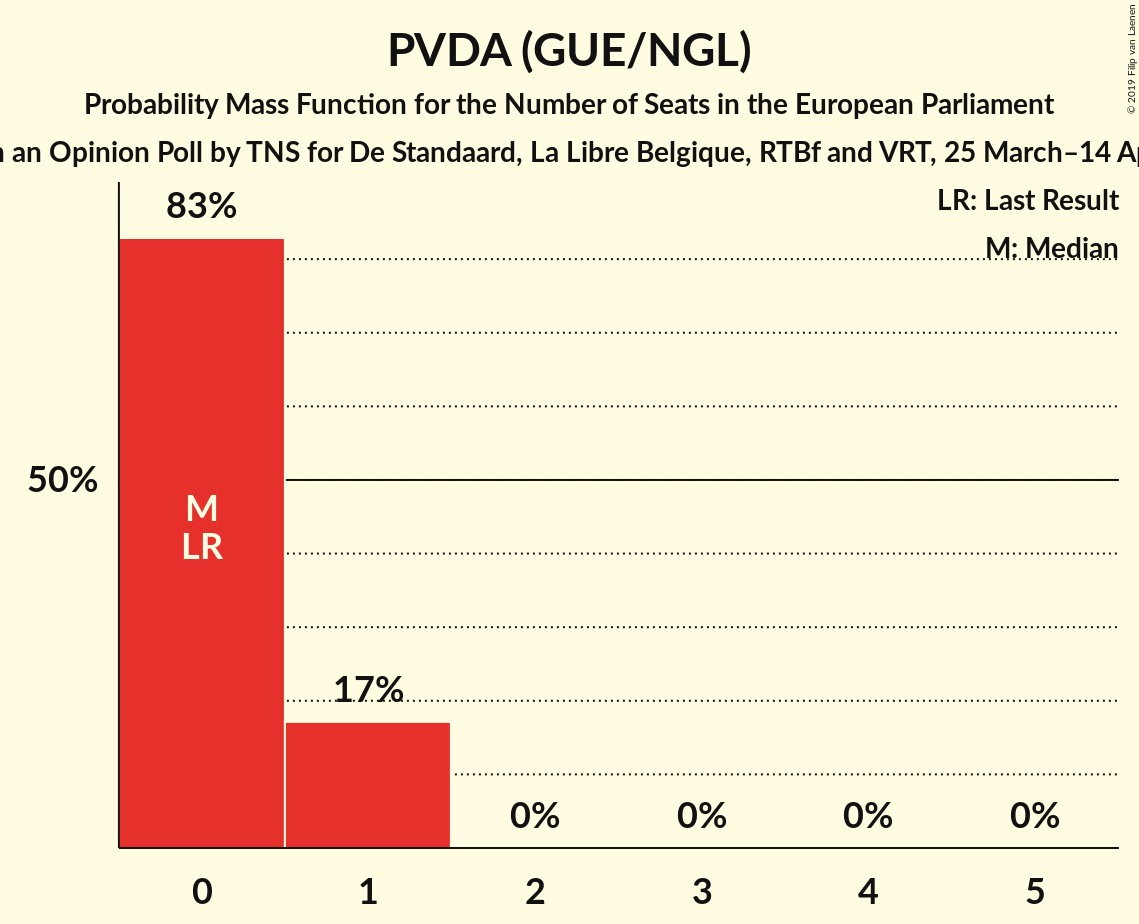 PVDA (GUE/NGL)
Probability Mass Function for the Number of Seats in the European Parliament
an Opinion Poll by TNS for De Standaard, La Libre Belgique, RTBf and VRT, 25 March–14
LR: Last Result
M: Median
83%
50%
M
LR
17%
0% 0% 0% 0%
0 1 2 3 4 5
© 2019 Filip van Laenen